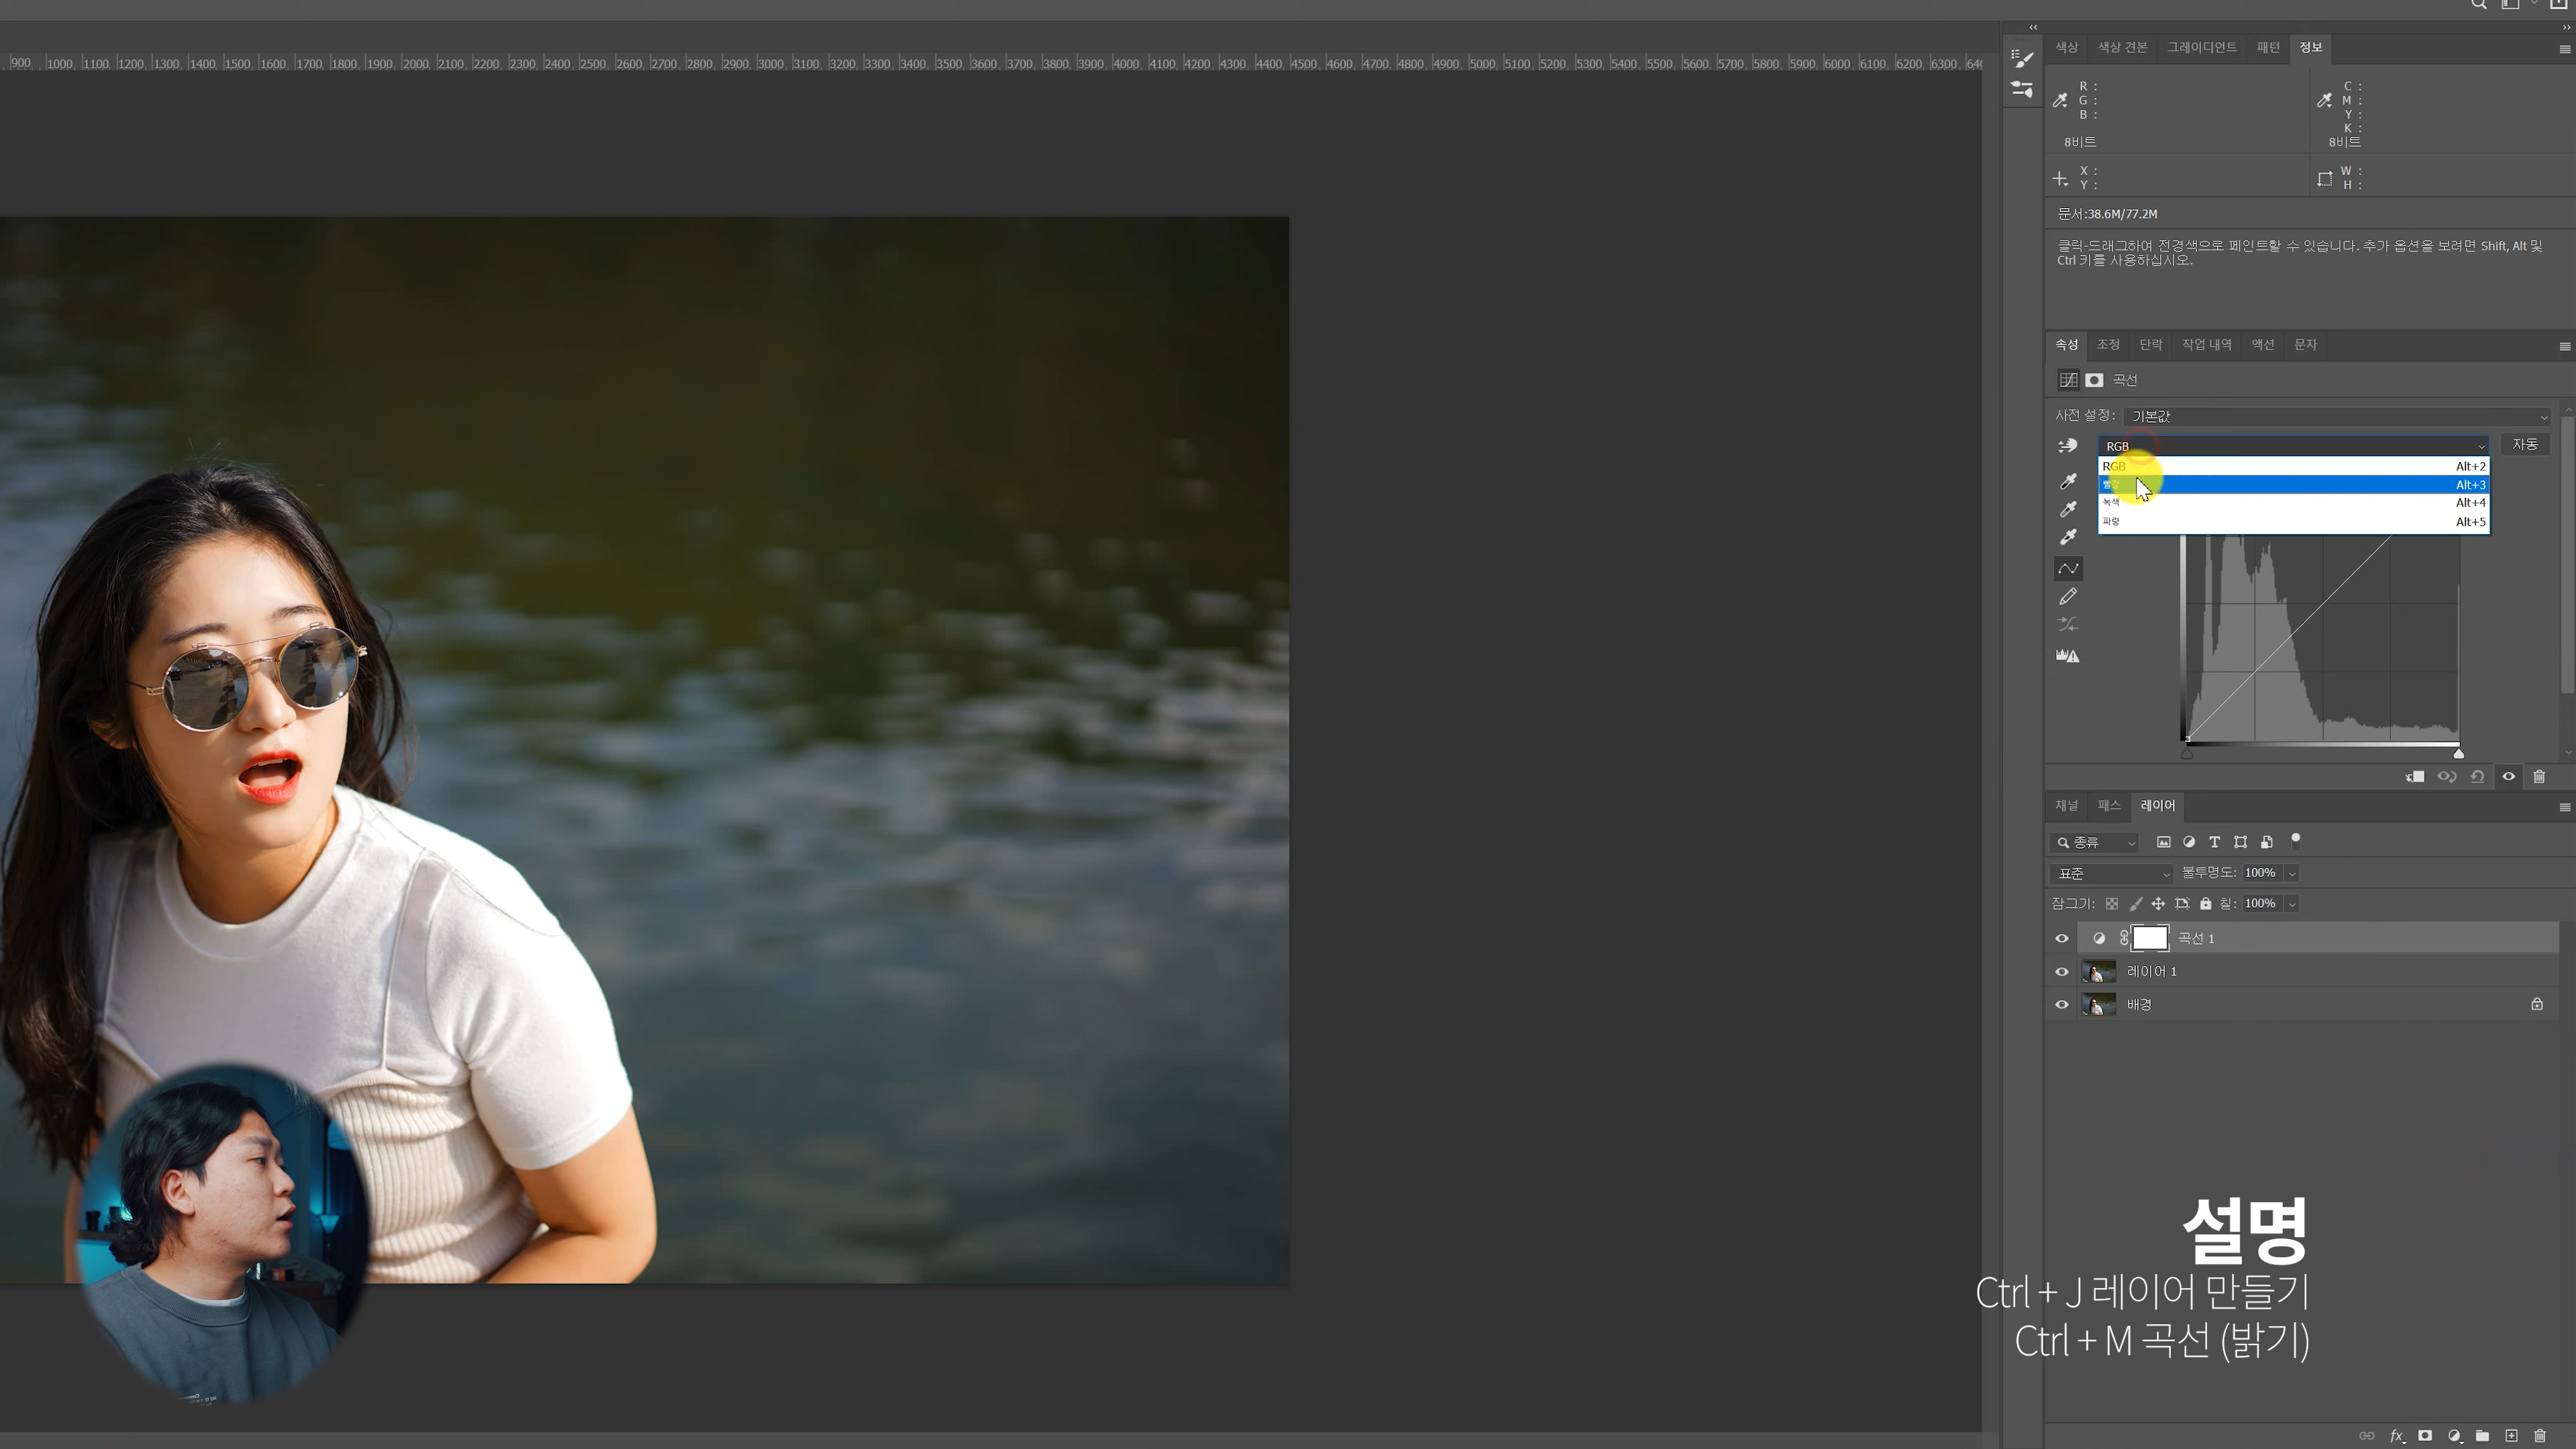 900 1000 1100 1200 1300 1400 1500 1600 1700 1800 1900 2000 2100 2200 2300 2400 2500 2600 2700 2800 2900 3000 3100 3200 3300 3400 3500 3600 3700 3800 3900 4000 4100 4200 4300 4400 4500 4600 4700 4800 4900 5000 5100 5200 5300 5400 5500 5600 5700 5800 5900 6000 6100 6200 6300
색상 색상 견본 그레이디언트 패턴 정보
R : C :
G : M :
B : Y :
K :
8비트 8비트
X : W :
Y : H :
문서:38.6M/77.2M
클릭-드래그하여 전경색으로 페인트할 수 있습니다. 추가 옵션을 보려면 Shift, Alt 및
Ctrl 키를 사용하십시오.
속성 조정 단락 작업 내역 액션 문자
곡선
사전 설정: 기본값
RGB 자동
RGB Alt+2
빨강 Alt+3
녹색 Alt+4
파랑 Alt+5
채널 패스 레이어
종류
표준 불투명도: 100%
잠그기: 칠: 100%
곡선 1
레이어 1
배경
설명
Ctrl + J 레이어 만들기
Ctrl + M 곡선 (밝기)
fx